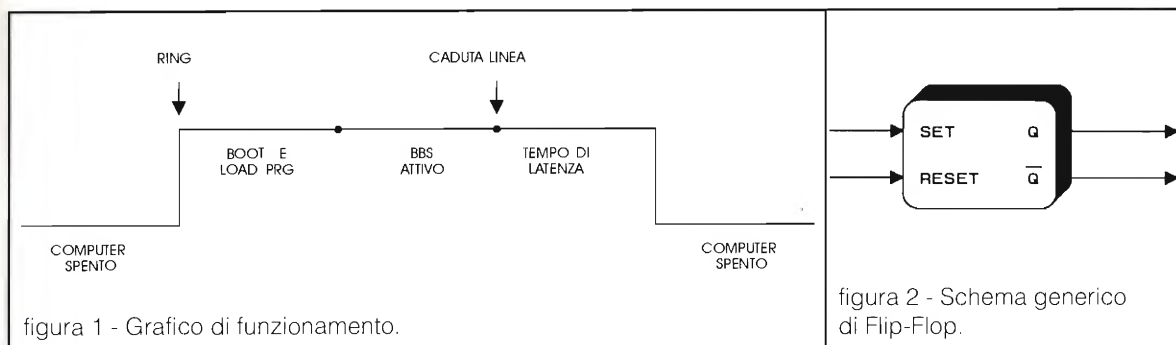 RING
CADUTA LINEA
BOOT E
LOAD PRG
BBS
ATTIVO
TEMPO DI
LATENZA
COMPUTER
SPENTO
COMPUTER
SPENTO
figura 1 - Grafico di funzionamento.
SET Q
RESET Q̅
figura 2 - Schema generico
di Flip-Flop.